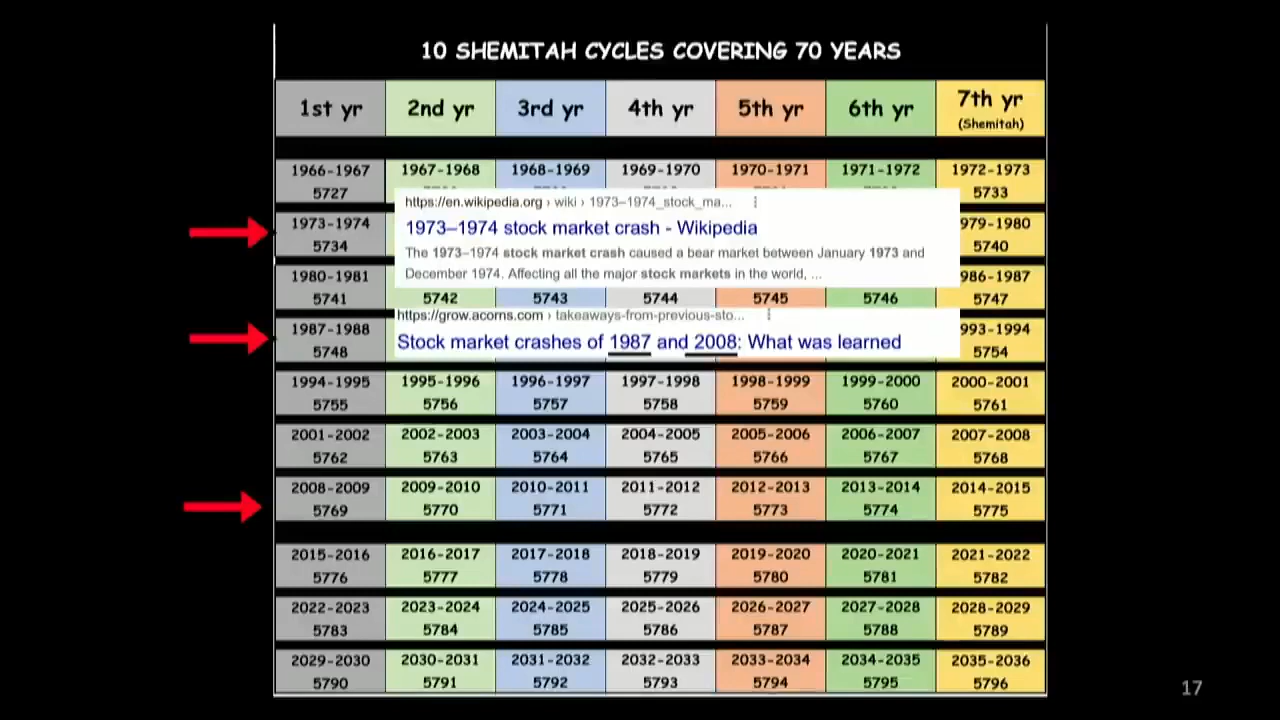 10 SHEMITAH CYCLES COVERING 70 YEARS
1st yr 2nd yr 3rd yr 4th yr 5th yr 6th yr 7th yr
(Shemitah)
1966-1967 1967-1968 1968-1969 1969-1970 1970-1971 1971-1972 1972-1973
5727 5733
https://en.wikipedia.org › wiki › 1973–1974_stock_ma...
1973–1974 stock market crash - Wikipedia
The 1973–1974 stock market crash caused a bear market between January 1973 and
December 1974. Affecting all the major stock markets in the world, ...
1973-1974 979-1980
5734 5740
1980-1981 986-1987
5741 5742 5743 5744 5745 5746 5747
https://grow.acorns.com › takeaways-from-previous-sto...
Stock market crashes of 1987 and 2008: What was learned
1987-1988 993-1994
5748 5754
1994-1995 1995-1996 1996-1997 1997-1998 1998-1999 1999-2000 2000-2001
5755 5756 5757 5758 5759 5760 5761
2001-2002 2002-2003 2003-2004 2004-2005 2005-2006 2006-2007 2007-2008
5762 5763 5764 5765 5766 5767 5768
2008-2009 2009-2010 2010-2011 2011-2012 2012-2013 2013-2014 2014-2015
5769 5770 5771 5772 5773 5774 5775
2015-2016 2016-2017 2017-2018 2018-2019 2019-2020 2020-2021 2021-2022
5776 5777 5778 5779 5780 5781 5782
2022-2023 2023-2024 2024-2025 2025-2026 2026-2027 2027-2028 2028-2029
5783 5784 5785 5786 5787 5788 5789
2029-2030 2030-2031 2031-2032 2032-2033 2033-2034 2034-2035 2035-2036
5790 5791 5792 5793 5794 5795 5796
17